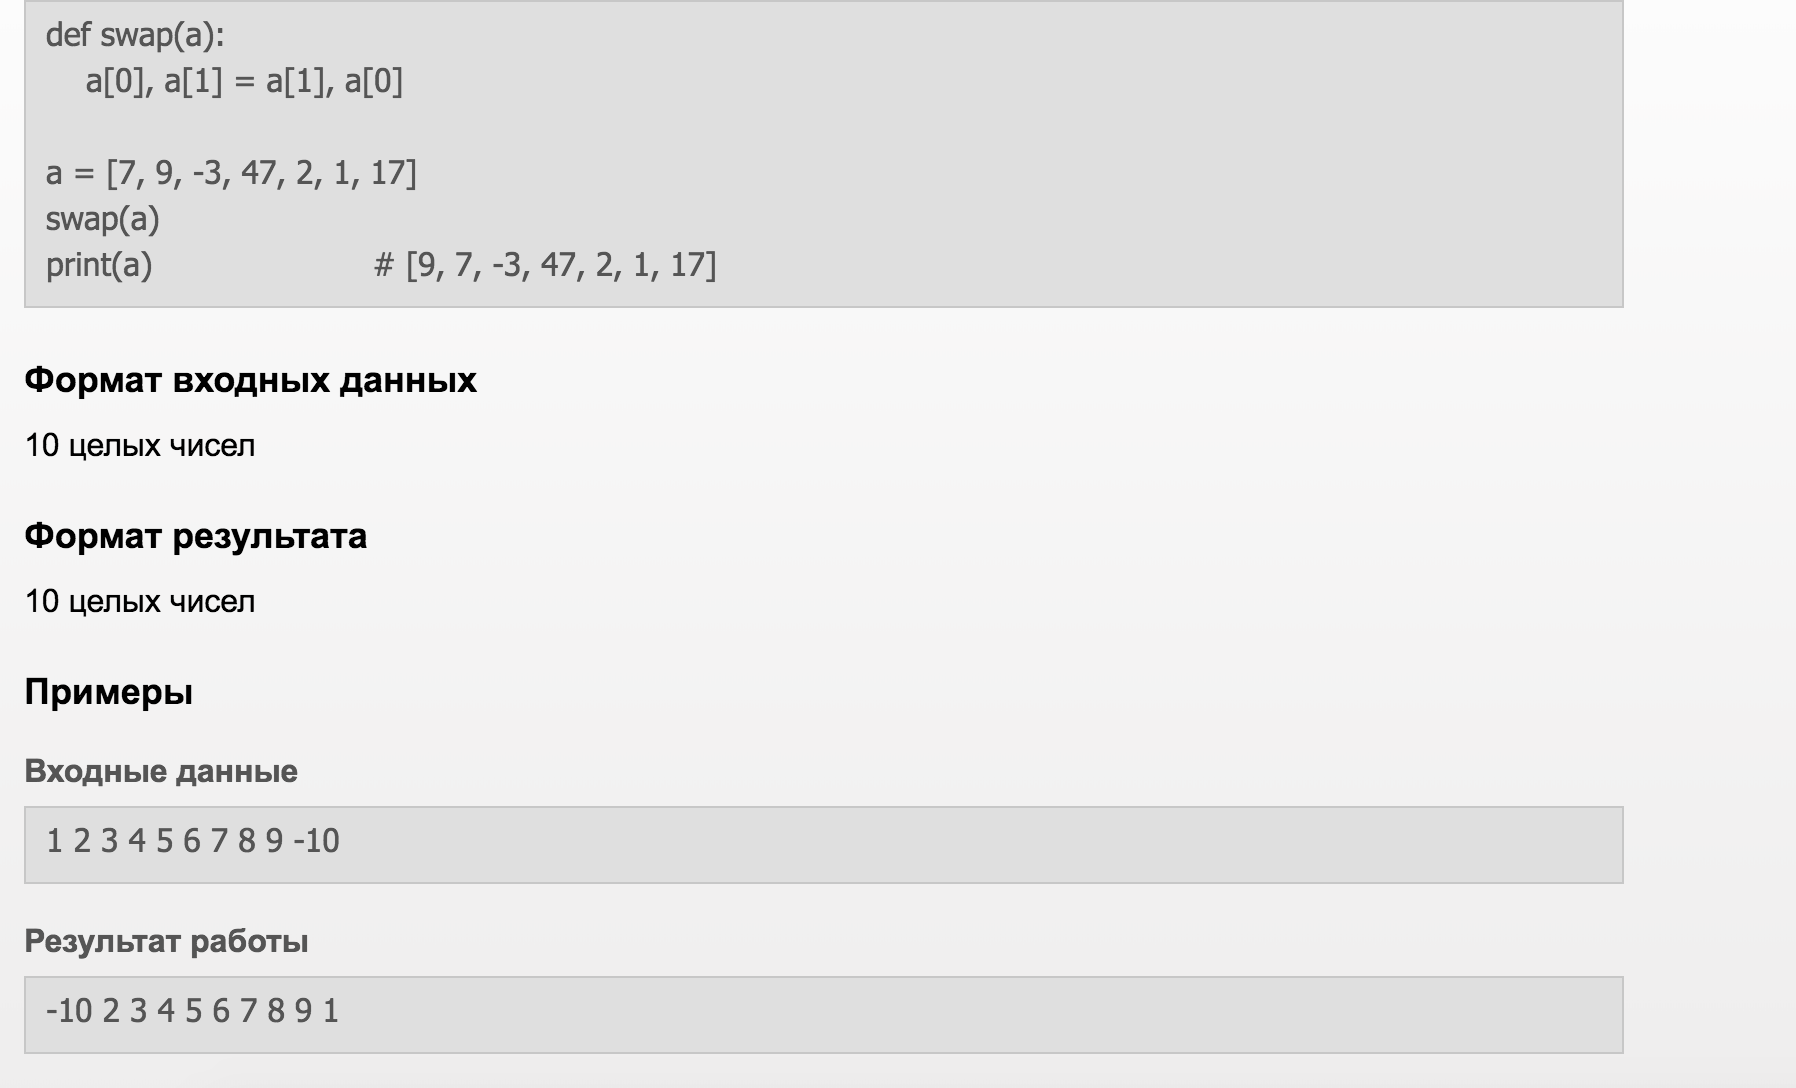 def swap(a):
a[0], a[1] = a[1], a[0]
a = [7, 9, -3, 47, 2, 1, 17]
swap(a)
print(a) # [9, 7, -3, 47, 2, 1, 17]
Формат входных данных
10 целых чисел
Формат результата
10 целых чисел
Примеры
Входные данные
1 2 3 4 5 6 7 8 9 -10
Результат работы
-10 2 3 4 5 6 7 8 9 1